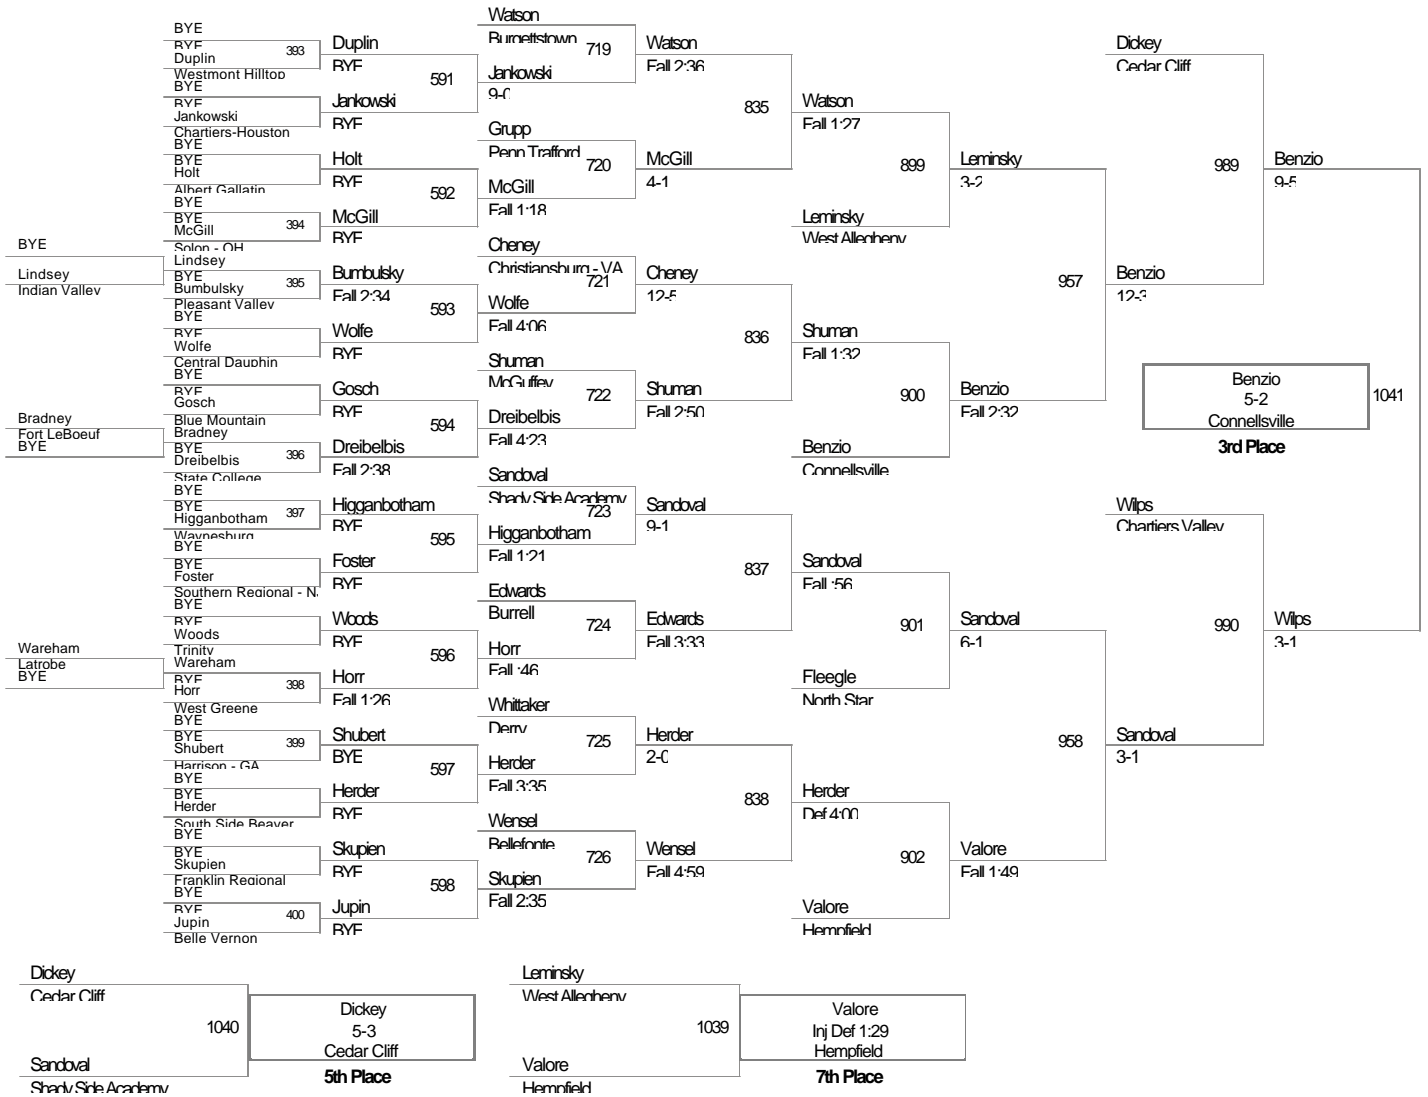 BYE
Lindsey
Indian Valley
Bradney
Fort LeBoeuf
BYE
Wareham
Latrobe
BYE
BYE
BYE
Duplin
393
Westmont Hilltop
BYE
BYE
Jankowski
Chartiers-Houston
BYE
BYE
Holt
Albert Gallatin
BYE
BYE
McGill
394
Solon - OH
Lindsey
BYE
Bumbulsky
395
Pleasant Valley
BYE
BYE
Wolfe
Central Dauphin
BYE
BYE
Gosch
Blue Mountain
Bradney
BYE
Dreibelbis
396
State College
BYE
BYE
Higganbotham
397
Waynesburg
BYE
BYE
Foster
Southern Regional - N
BYE
BYE
Woods
Trinity
Wareham
BYE
Horr
398
West Greene
BYE
BYE
Shubert
399
Harrison - GA
BYE
BYE
Herder
South Side Beaver
BYE
BYE
Skupien
Franklin Regional
BYE
BYE
Jupin
400
Belle Vernon
Duplin
BYE
591
Jankowski
BYE
Holt
BYE
592
McGill
BYE
Bumbulsky
Fall 2:34
593
Wolfe
BYE
Gosch
BYE
594
Dreibelbis
Fall 2:38
Higganbotham
BYE
595
Foster
BYE
Woods
BYE
596
Horr
Fall 1:26
Shubert
BYE
597
Herder
BYE
Skupien
BYE
598
Jupin
BYE
Watson
Burgettstown
719
Jankowski
9-0
Grupp
Penn Trafford
720
McGill
Fall 1:18
Cheney
Christiansburg - VA
721
Wolfe
Fall 4:06
Shuman
McGuffey
722
Dreibelbis
Fall 4:23
Sandoval
Shady Side Academy
723
Higganbotham
Fall 1:21
Edwards
Burrell
724
Horr
Fall :46
Whittaker
Derry
725
Herder
Fall 3:35
Wensel
Bellefonte
726
Skupien
Fall 2:35
Watson
Fall 2:36
835
McGill
4-1
Cheney
12-5
836
Shuman
Fall 2:50
Sandoval
9-1
837
Edwards
Fall 3:33
Herder
2-0
838
Wensel
Fall 4:59
Watson
Fall 1:27
899
Leminsky
West Allegheny
Shuman
Fall 1:32
900
Benzio
Connellsville
Sandoval
Fall :56
901
Fleegle
North Star
Herder
Def 4:00
902
Valore
Hempfield
Leminsky
3-2
957
Benzio
Fall 2:32
Sandoval
6-1
958
Valore
Fall 1:49
Dickey
Cedar Cliff
989
Benzio
12-3
Wilps
Chartiers Valley
990
Sandoval
3-1
Benzio
9-5
Wilps
3-1
Benzio
5-2
Connellsville
1041
3rd Place
Dickey
Cedar Cliff
1040
Sandoval
Shady Side Academy
Dickey
5-3
Cedar Cliff
5th Place
Leminsky
West Allegheny
1039
Valore
Hempfield
Valore
Inj Def 1:29
Hempfield
7th Place